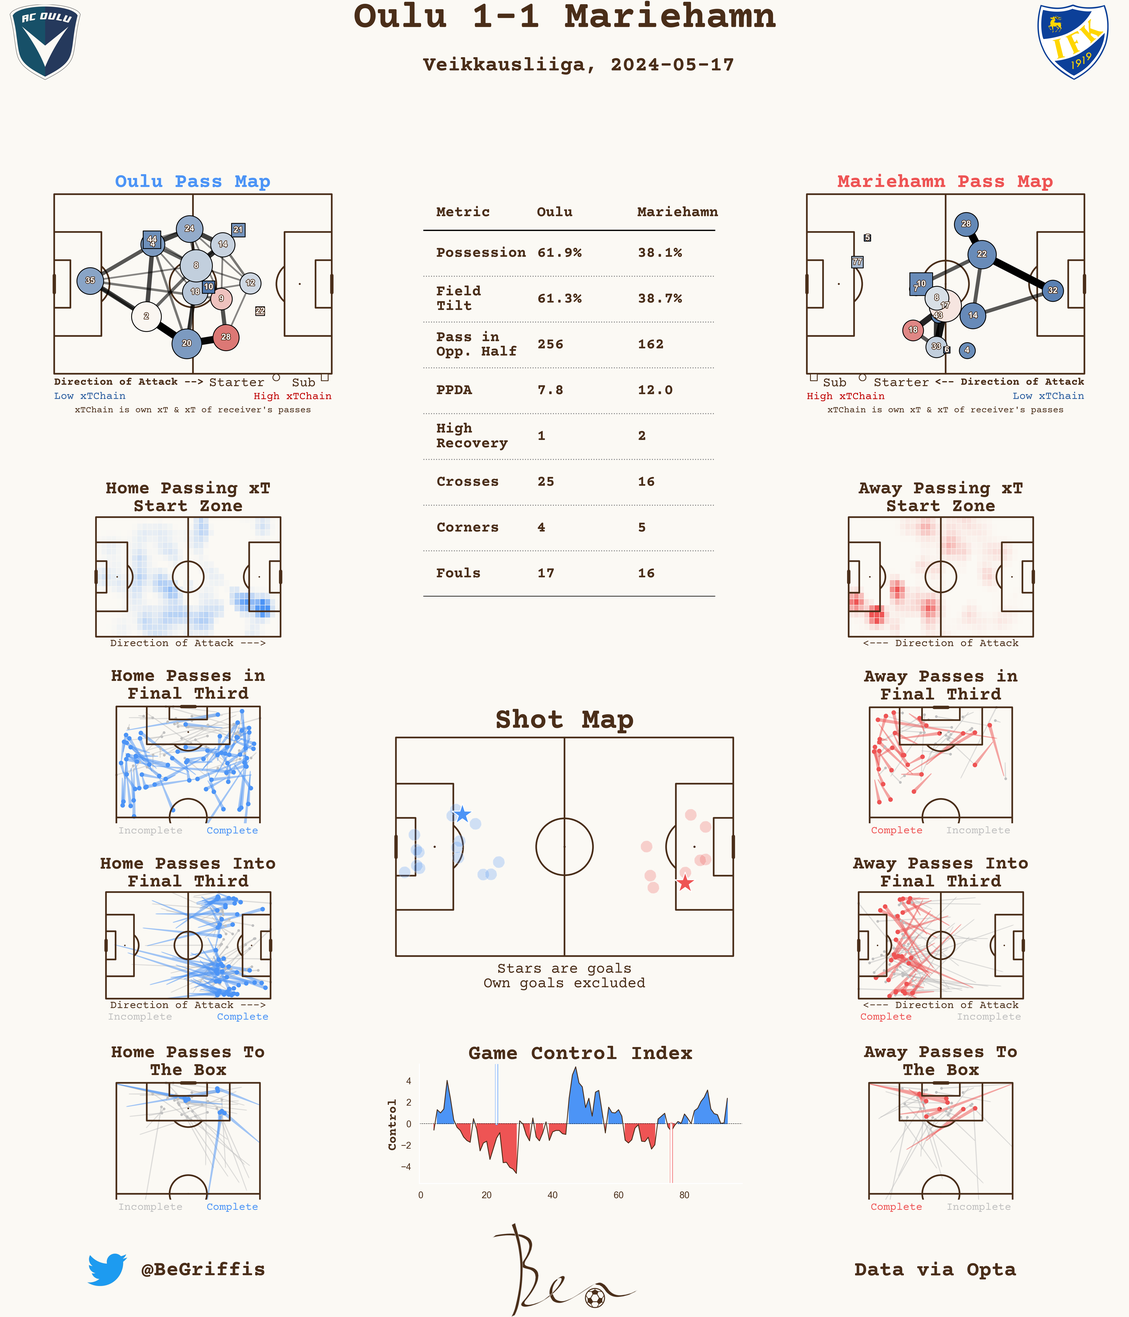 Oulu 1-1 Mariehamn
Veikkausliiga, 2024-05-17
AC OULU
IFK
1919
Oulu Pass Map
24
44
21
14
8
35
12
18
10
9
22
2
28
20
Direction of Attack --> Starter Sub
Low xTChain High xTChain
xTChain is own xT & xT of receiver's passes
Metric Oulu Mariehamn
Possession 61.9% 38.1%
Field
Tilt
61.3% 38.7%
Pass in
Opp. Half
256 162
PPDA 7.8 12.0
High
Recovery
1 2
Crosses 25 16
Corners 4 5
Fouls 17 16
Mariehamn Pass Map
28
5
22
77
10
7
32
8
17
43
14
18
33
6
4
Sub Starter <-- Direction of Attack
High xTChain Low xTChain
xTChain is own xT & xT of receiver's passes
Home Passing xT
Start Zone
Direction of Attack --->
Away Passing xT
Start Zone
<--- Direction of Attack
Home Passes in
Final Third
Incomplete Complete
Away Passes in
Final Third
Complete Incomplete
Shot Map
Stars are goals
Own goals excluded
Home Passes Into
Final Third
Direction of Attack --->
Incomplete Complete
Away Passes Into
Final Third
<--- Direction of Attack
Complete Incomplete
Home Passes To
The Box
Incomplete Complete
Game Control Index
Control
4
2
0
−2
−4
0 20 40 60 80
Away Passes To
The Box
Complete Incomplete
@BeGriffis
Ben
Data via Opta